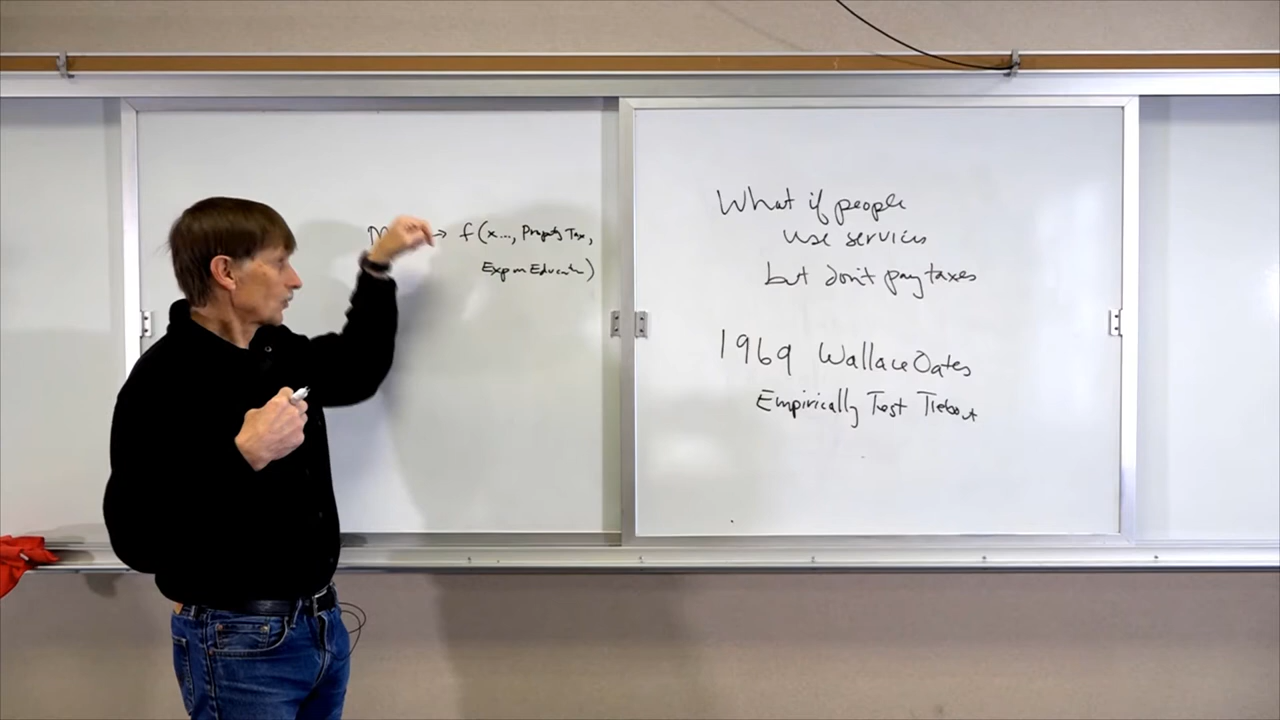 → f(x..., Property Tax,
Exp on Education)
What if people
use services
but don't pay taxes
1969 Wallace Oates
Empirically Test Tiebout